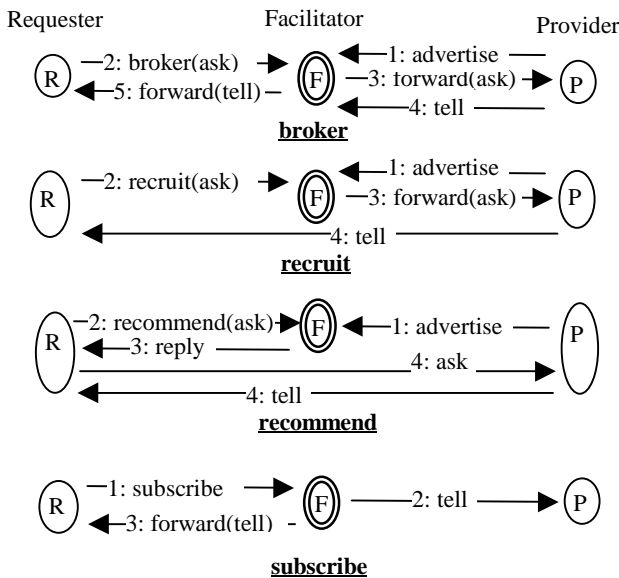 Requester Facilitator Provider
R 2: broker(ask) F 1: advertise P
5: forward(tell) 3: forward(ask)
4: tell
broker
R 2: recruit(ask) F 1: advertise P
3: forward(ask)
4: tell
recruit
R 2: recommend(ask) F 1: advertise P
3: reply
4: ask
4: tell
recommend
R 1: subscribe F 2: tell P
3: forward(tell)
subscribe